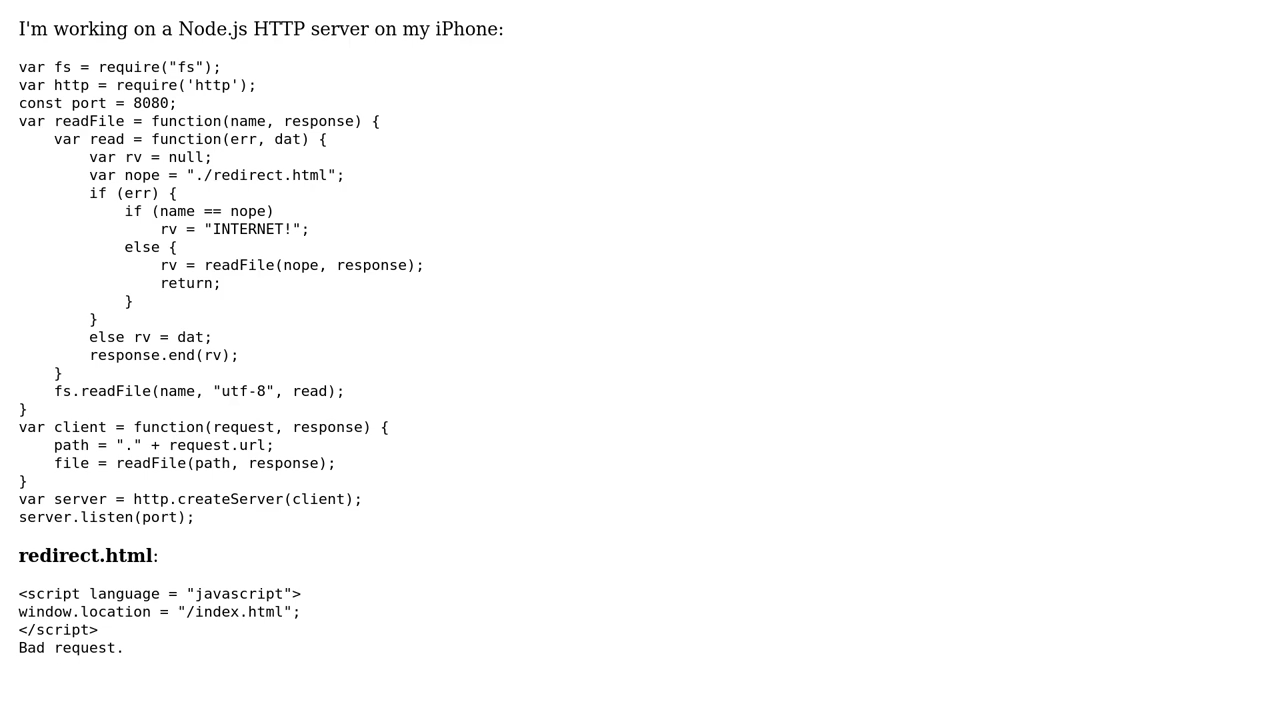 I'm working on a Node.js HTTP server on my iPhone:
var fs = require("fs");
var http = require('http');
const port = 8080;
var readFile = function(name, response) {
    var read = function(err, dat) {
        var rv = null;
        var nope = "./redirect.html";
        if (err) {
            if (name == nope)
                rv = "INTERNET!";
            else {
                rv = readFile(nope, response);
                return;
            }
        }
        else rv = dat;
        response.end(rv);
    }
    fs.readFile(name, "utf-8", read);
}
var client = function(request, response) {
    path = "." + request.url;
    file = readFile(path, response);
}
var server = http.createServer(client);
server.listen(port);
redirect.html:
<script language = "javascript">
window.location = "/index.html";
</script>
Bad request.